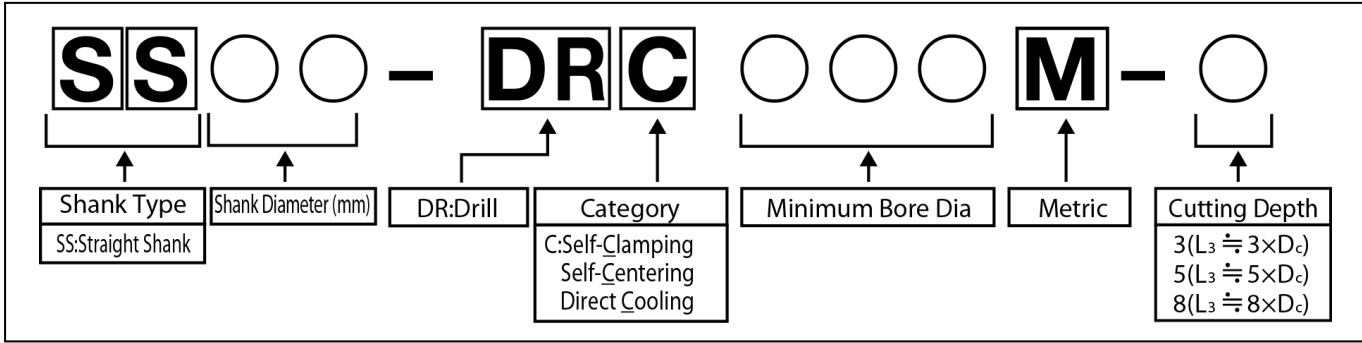 SS○○-DRC○○○M-○
Shank Type
SS:Straight Shank
Shank Diameter (mm)
DR:Drill
Category
C:Self-Clamping
Self-Centering
Direct Cooling
Minimum Bore Dia
Metric
Cutting Depth
3(L₃≒3×Dc)
5(L₃≒5×Dc)
8(L₃≒8×Dc)